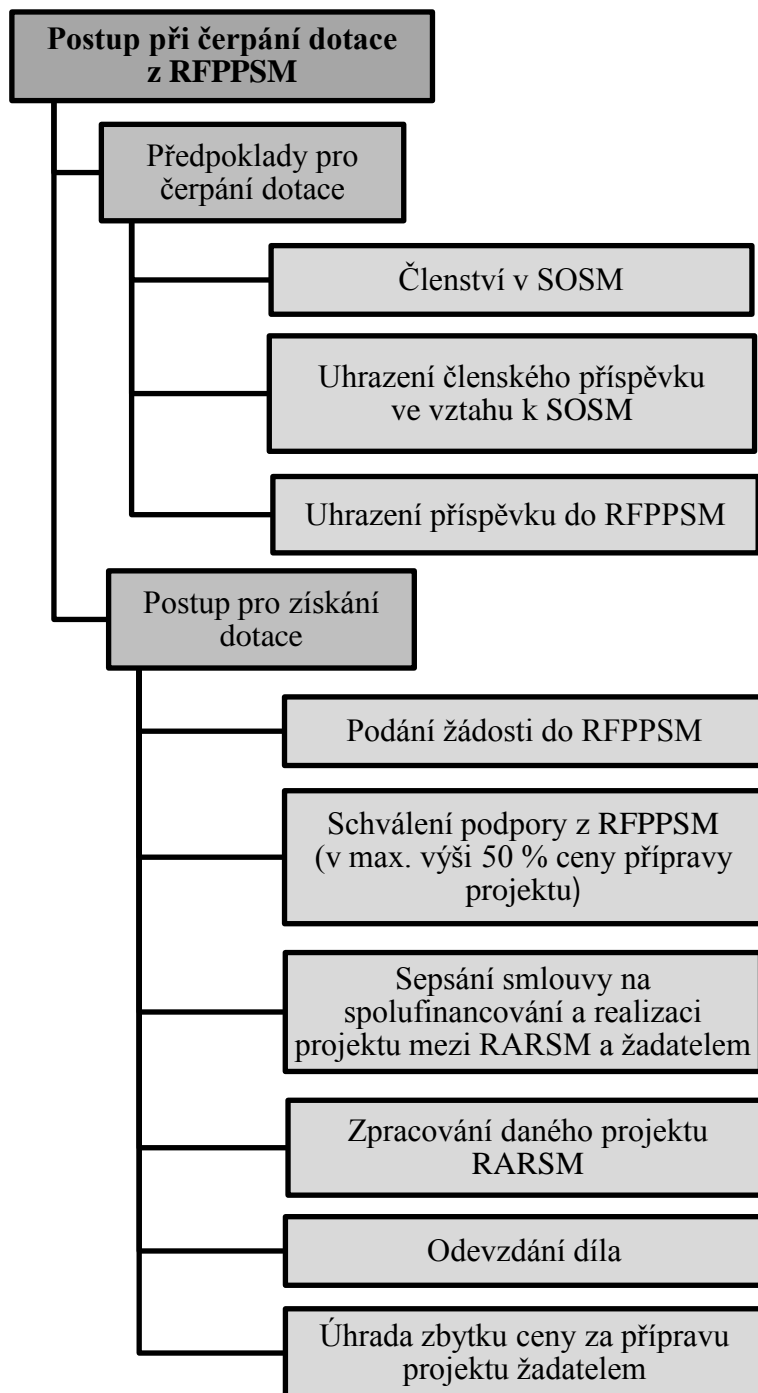 Postup při čerpání dotace
z RFPPSM
Předpoklady pro
čerpání dotace
Členství v SOSM
Uhrazení členského příspěvku
ve vztahu k SOSM
Uhrazení příspěvku do RFPPSM
Postup pro získání
dotace
Podání žádosti do RFPPSM
Schválení podpory z RFPPSM
(v max. výši 50 % ceny přípravy
projektu)
Sepsání smlouvy na
spolufinancování a realizaci
projektu mezi RARSM a žadatelem
Zpracování daného projektu
RARSM
Odevzdání díla
Úhrada zbytku ceny za přípravu
projektu žadatelem